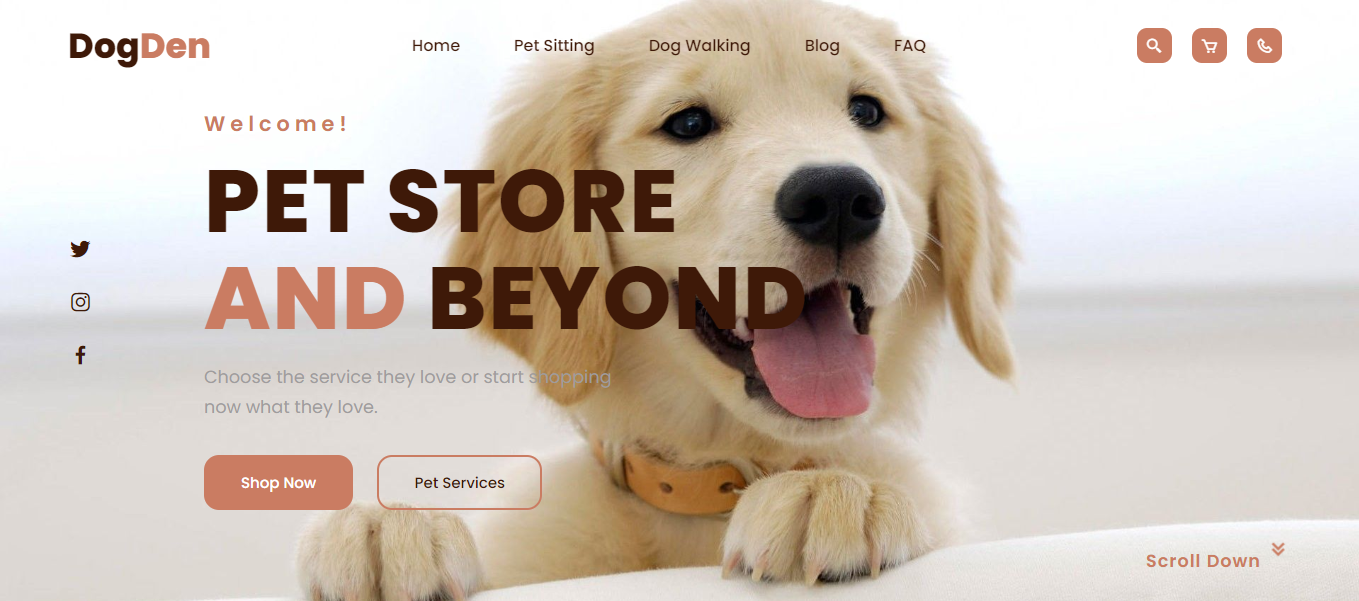 DogDen
Home Pet Sitting Dog Walking Blog FAQ
Welcome!
PET STORE
AND BEYOND
Choose the service they love or start shopping
now what they love.
Shop Now Pet Services
Scroll Down